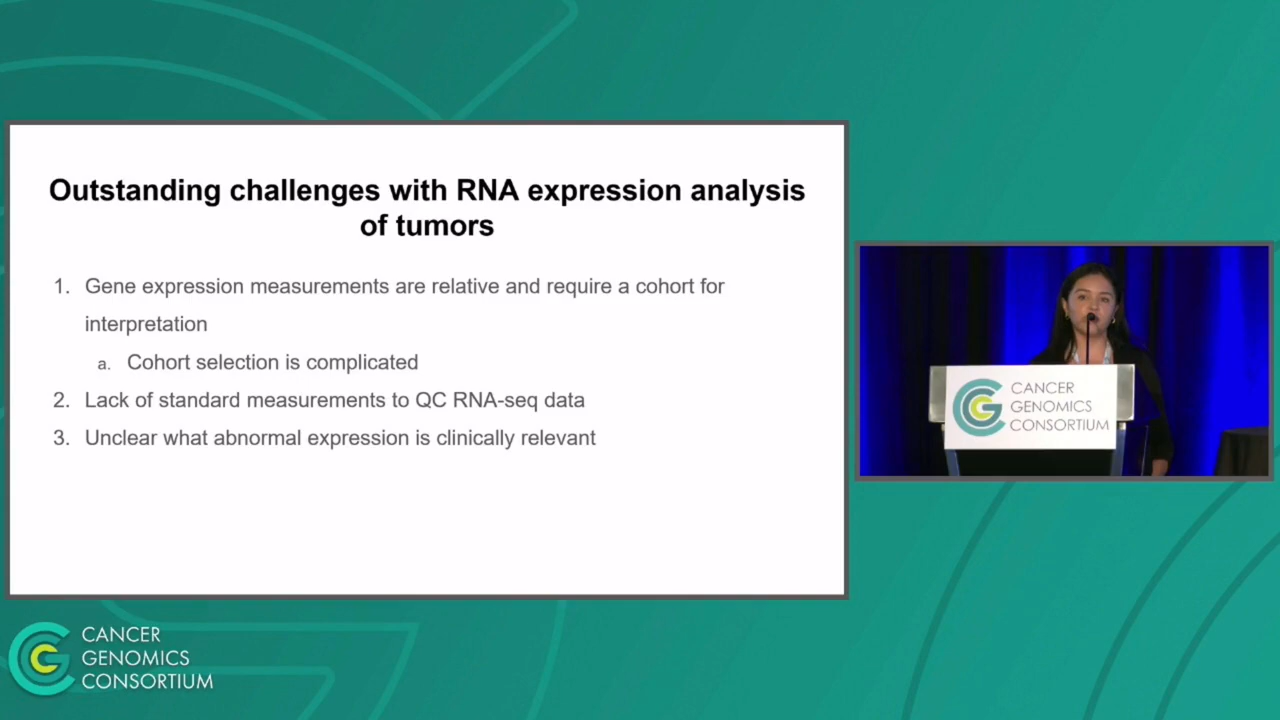 Outstanding challenges with RNA expression analysis
of tumors
1. Gene expression measurements are relative and require a cohort for
interpretation
a. Cohort selection is complicated
2. Lack of standard measurements to QC RNA-seq data
3. Unclear what abnormal expression is clinically relevant
CANCER
GENOMICS
CONSORTIUM
CANCER
GENOMICS
CONSORTIUM